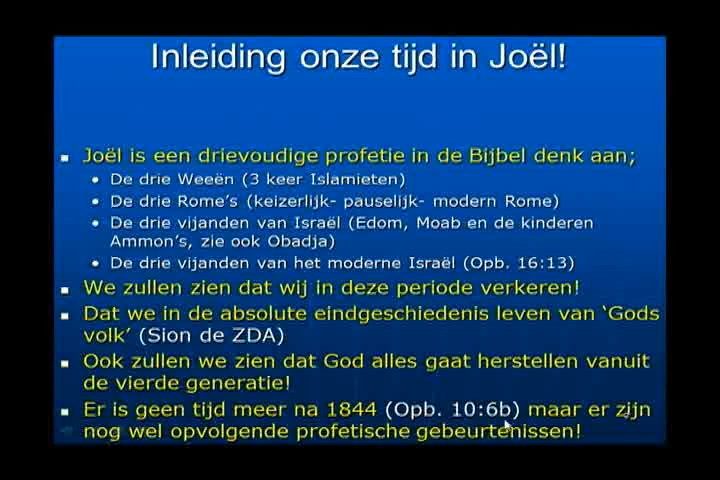 Inleiding onze tijd in Joël!
Joël is een drievoudige profetie in de Bijbel denk aan;
De drie Weeën (3 keer Islamieten)
De drie Rome's (keizerlijk- pauselijk- modern Rome)
De drie vijanden van Israël (Edom, Moab en de kinderen
Ammon's, zie ook Obadja)
De drie vijanden van het moderne Israël (Opb. 16:13)
We zullen zien dat wij in deze periode verkeren!
Dat we in de absolute eindgeschiedenis leven van 'Gods
volk' (Sion de ZDA)
Ook zullen we zien dat God alles gaat herstellen vanuit
de vierde generatie!
Er is geen tijd meer na 1844 (Opb. 10:6b) maar er zijn
nog wel opvolgende profetische gebeurtenissen!